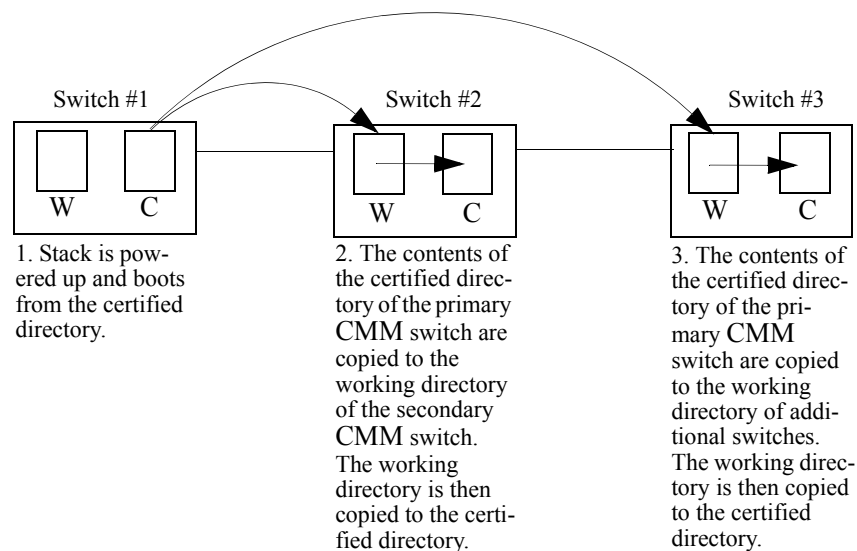 Switch #1
Switch #2
Switch #3
W
C
W
C
W
C
1. Stack is pow-
ered up and boots
from the certified
directory.
2. The contents of
the certified direc-
tory of the primary
CMM switch are
copied to the
working directory
of the secondary
CMM switch.
The working
directory is then
copied to the certi-
fied directory.
3. The contents of
the certified direc-
tory of the pri-
mary CMM
switch are copied
to the working
directory of addi-
tional switches.
The working direc-
tory is then copied
to the certified
directory.